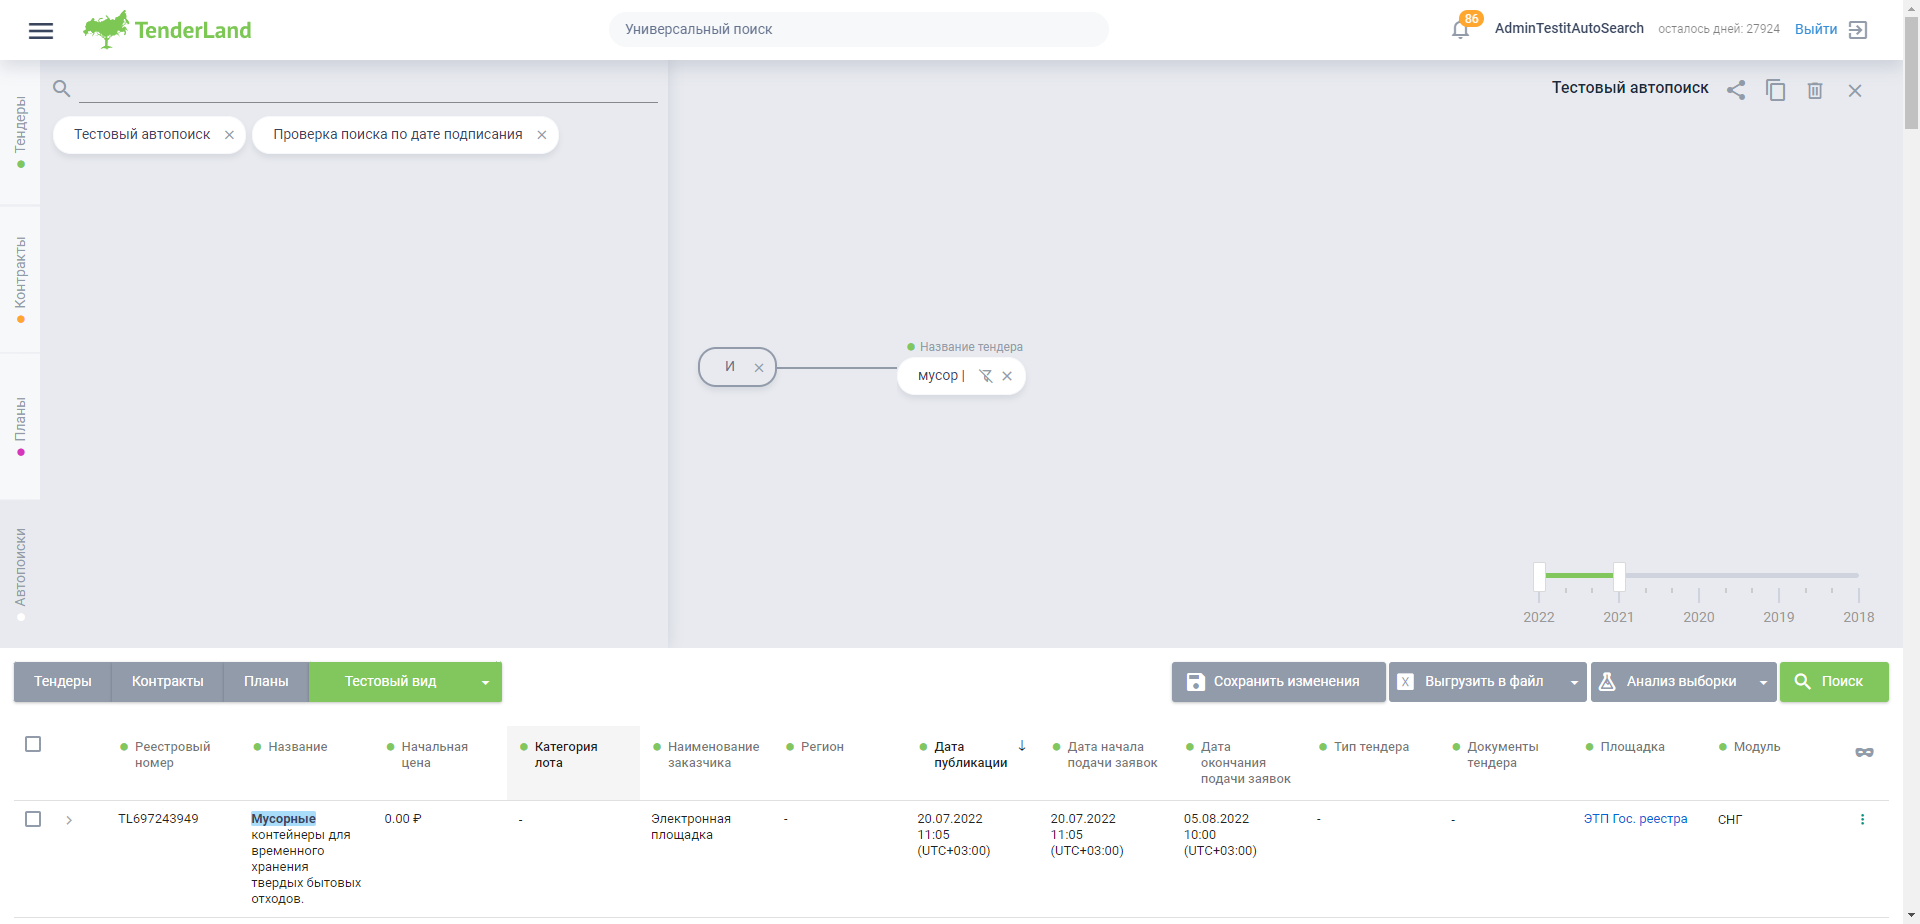 TenderLand
Универсальный поиск
86
AdminTestitAutoSearch
осталось дней: 27924
Выйти
Тендеры
Контракты
Планы
Автопоиски
Тестовый автопоиск
Проверка поиска по дате подписания
Тестовый автопоиск
И
Название тендера
мусор |
2022 2021 2020 2019 2018
Тендеры Контракты Планы Тестовый вид
Сохранить изменения
X Выгрузить в файл
Анализ выборки
Поиск
Реестровый
номер
Название
Начальная
цена
Категория
лота
Наименование
заказчика
Регион
Дата
публикации
Дата начала
подачи заявок
Дата
окончания
подачи заявок
Тип тендера
Документы
тендера
Площадка
Модуль
TL697243949
Мусорные
контейнеры для
временного
хранения
твердых бытовых
отходов.
0.00 ₽
-
Электронная
площадка
-
20.07.2022
11:05
(UTC+03:00)
20.07.2022
11:05
(UTC+03:00)
05.08.2022
10:00
(UTC+03:00)
-
-
ЭТП Гос. реестра
СНГ